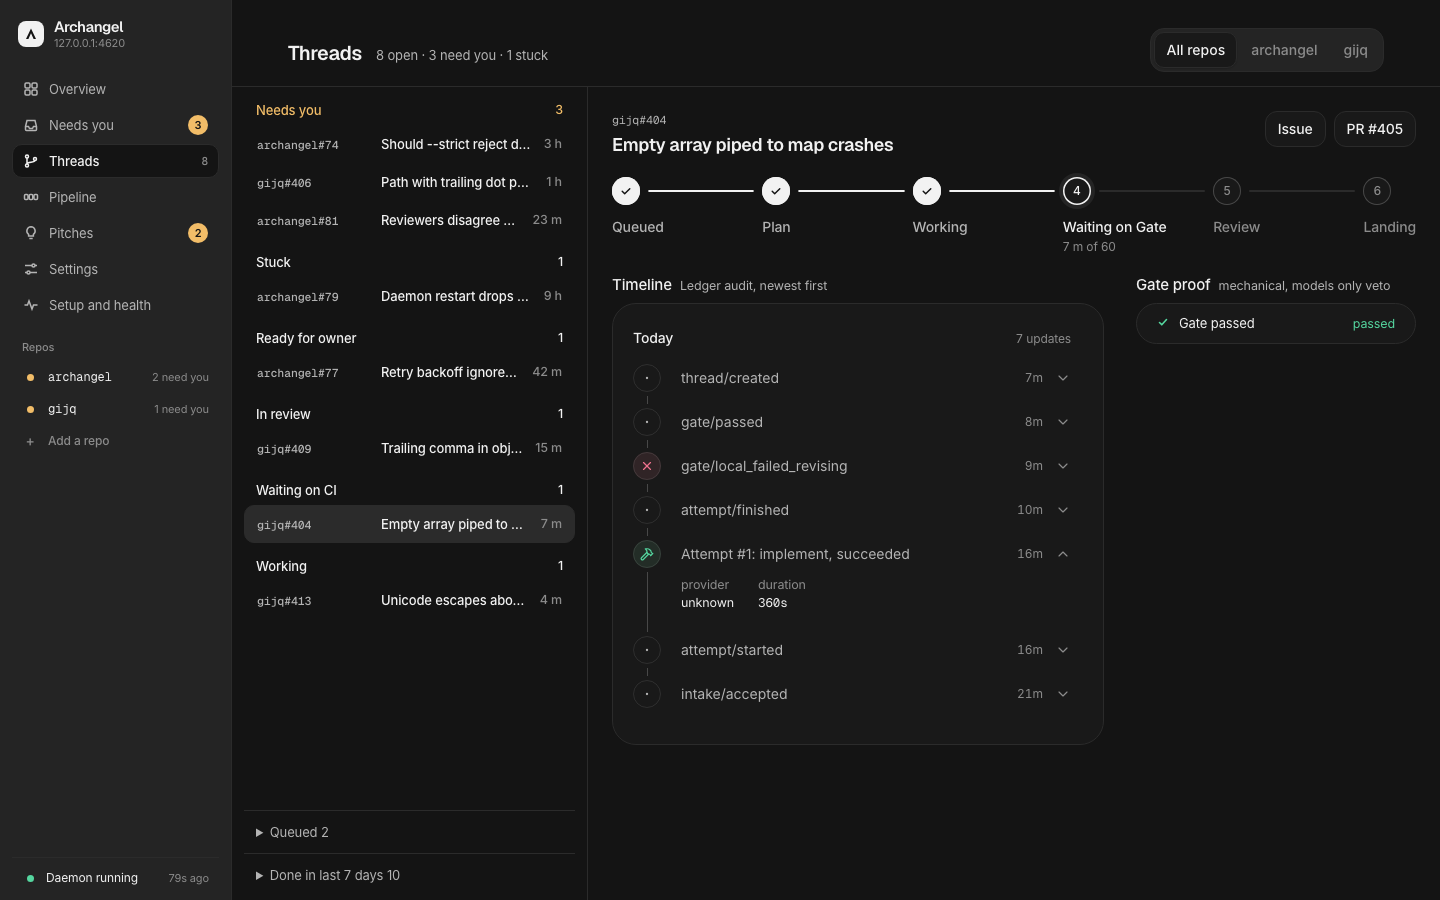 Archangel
127.0.0.1:4620
Overview
Needs you 3
Threads 8
Pipeline
Pitches 2
Settings
Setup and health
Repos
archangel 2 need you
gijq 1 need you
+ Add a repo
Daemon running 79s ago
Threads 8 open · 3 need you · 1 stuck
All repos archangel gijq
Needs you 3
archangel#74 Should --strict reject d... 3 h
gijq#406 Path with trailing dot p... 1 h
archangel#81 Reviewers disagree ... 23 m
Stuck 1
archangel#79 Daemon restart drops ... 9 h
Ready for owner 1
archangel#77 Retry backoff ignore... 42 m
In review 1
gijq#409 Trailing comma in obj... 15 m
Waiting on CI 1
gijq#404 Empty array piped to ... 7 m
Working 1
gijq#413 Unicode escapes abo... 4 m
Queued 2
Done in last 7 days 10
gijq#404
Empty array piped to map crashes
Issue PR #405
4 5 6
Queued Plan Working Waiting on Gate Review Landing
7 m of 60
Timeline Ledger audit, newest first
Today 7 updates
thread/created 7m
gate/passed 8m
gate/local_failed_revising 9m
attempt/finished 10m
Attempt #1: implement, succeeded 16m
provider duration
unknown 360s
attempt/started 16m
intake/accepted 21m
Gate proof mechanical, models only veto
Gate passed passed